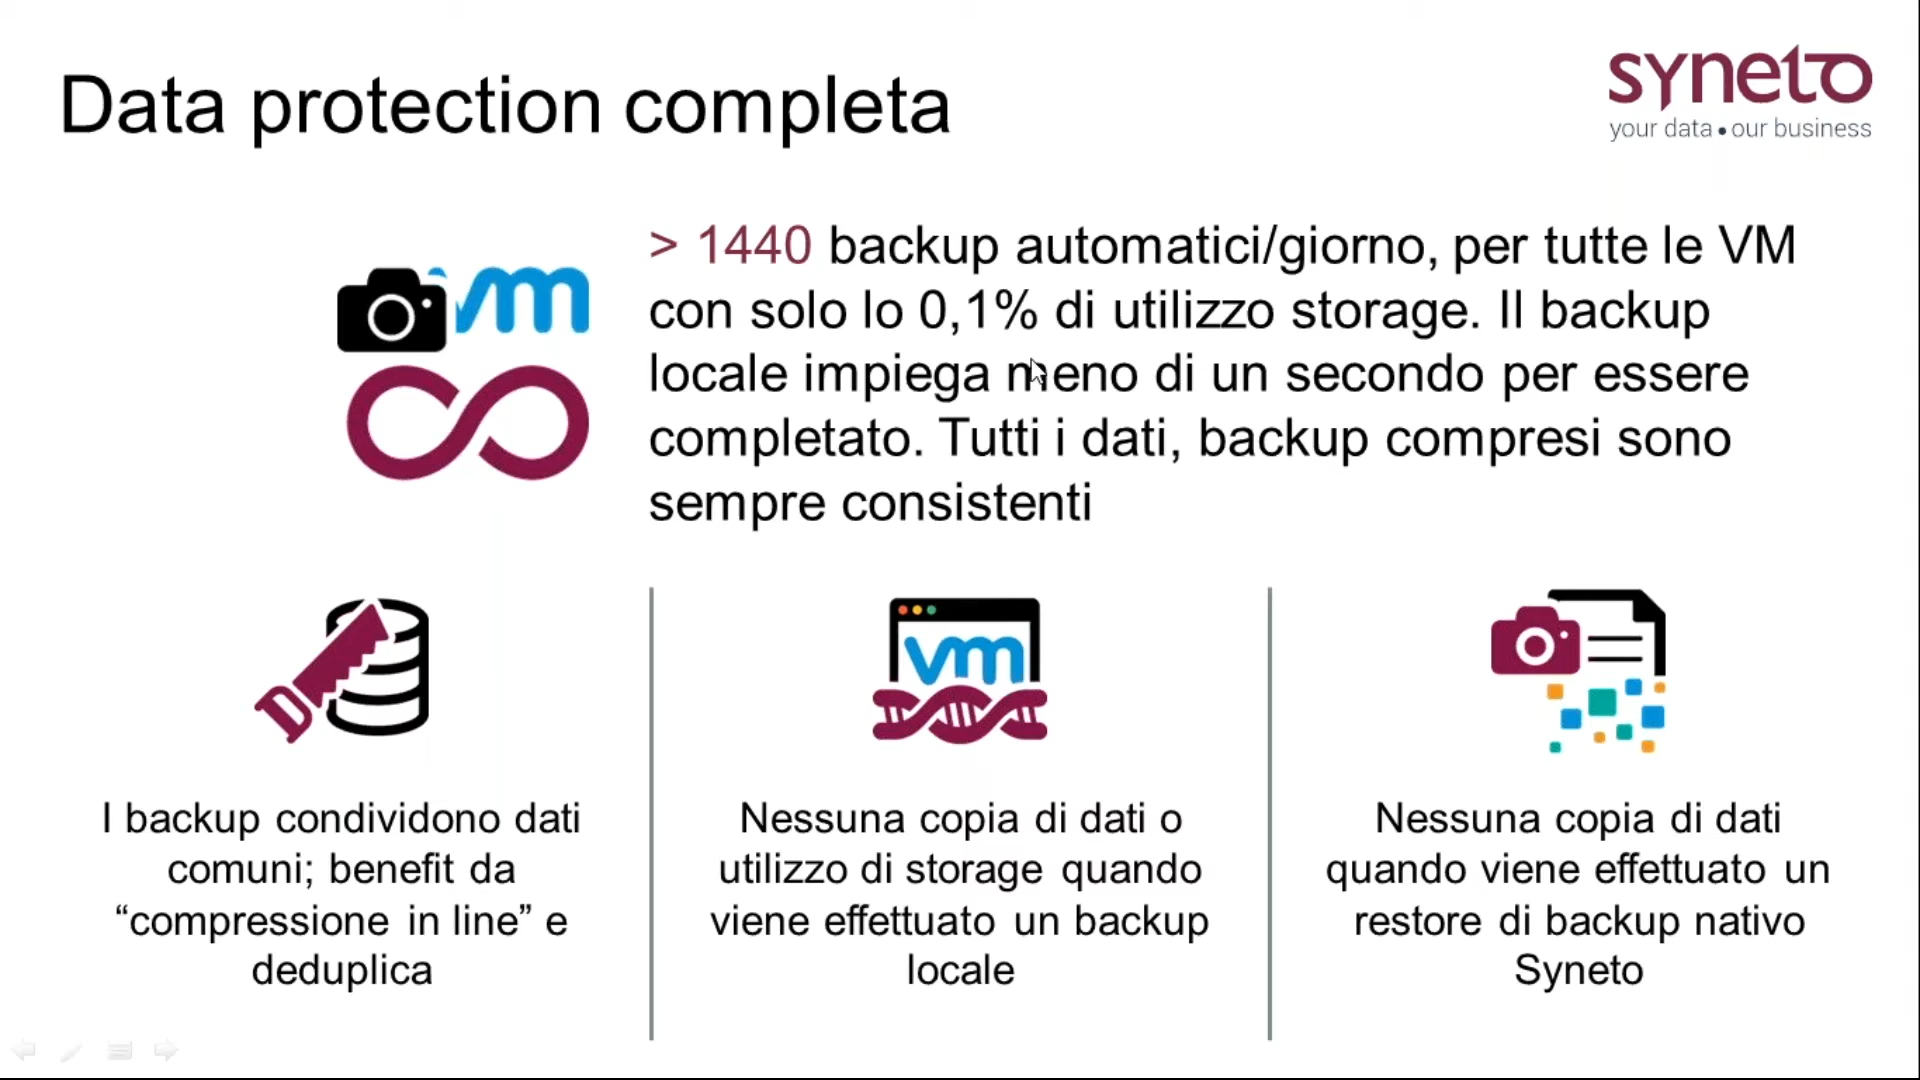 Data protection completa
syneto
your data • our business
> 1440 backup automatici/giorno, per tutte le VM
con solo lo 0,1% di utilizzo storage. Il backup
locale impiega meno di un secondo per essere
completato. Tutti i dati, backup compresi sono
sempre consistenti
vm
vm
I backup condividono dati
comuni; benefit da
“compressione in line” e
deduplica
Nessuna copia di dati o
utilizzo di storage quando
viene effettuato un backup
locale
Nessuna copia di dati
quando viene effettuato un
restore di backup nativo
Syneto